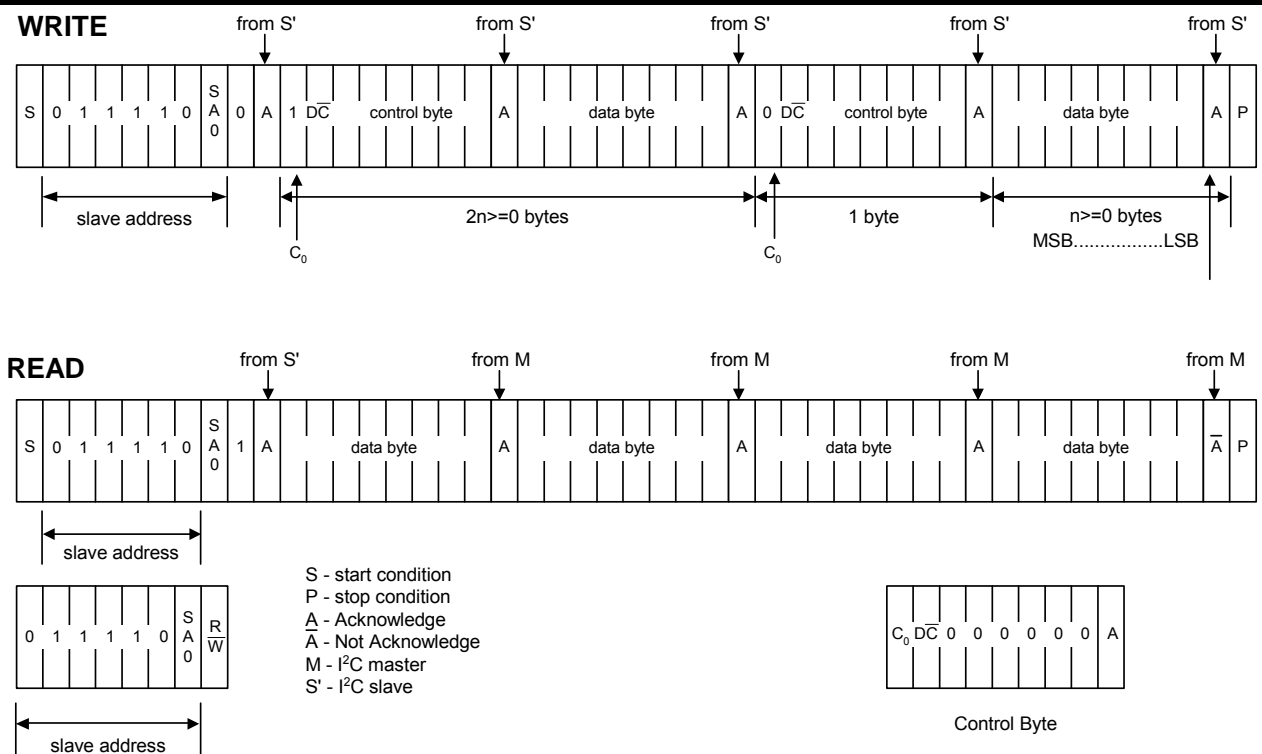 WRITE
from S' from S' from S' from S' from S'
S 0 1 1 1 1 0 SA0 0 A 1 DC̅ control byte A data byte A 0 DC̅ control byte A data byte A P
slave address 2n>=0 bytes 1 byte n>=0 bytes
MSB.................LSB
C₀ C₀
READ
from S' from M from M from M from M
S 0 1 1 1 1 0 SA0 1 A data byte A data byte A data byte A data byte A̅ P
slave address
0 1 1 1 1 0 SA0 R/W̅
slave address
S - start condition
P - stop condition
A - Acknowledge
A̅ - Not Acknowledge
M - I²C master
S' - I²C slave
C₀ DC̅ 0 0 0 0 0 0 A
Control Byte